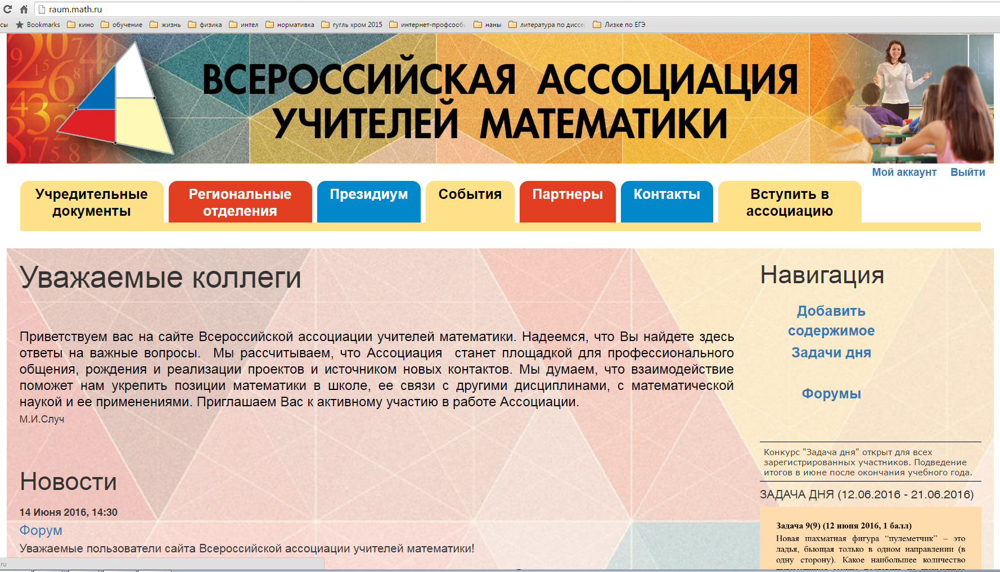 raum.math.ru
сы Bookmarks кино обучение жизнь физика интел нормативка гугль хром 2015 интернет-профсооб наны литература по диссе Лизке по ЕГЭ
ВСЕРОССИЙСКАЯ АССОЦИАЦИЯ
УЧИТЕЛЕЙ МАТЕМАТИКИ
Мой аккаунт Выйти
Учредительные
документы
Региональные
отделения
Президиум
События
Партнеры
Контакты
Вступить в
ассоциацию
Уважаемые коллеги
Приветствуем вас на сайте Всероссийской ассоциации учителей математики. Надеемся, что Вы найдете здесь
ответы на важные вопросы. Мы рассчитываем, что Ассоциация станет площадкой для профессионального
общения, рождения и реализации проектов и источником новых контактов. Мы думаем, что взаимодействие
поможет нам укрепить позиции математики в школе, ее связи с другими дисциплинами, с математической
наукой и ее применениями. Приглашаем Вас к активному участию в работе Ассоциации.
М.И.Случ
Новости
14 Июня 2016, 14:30
Форум
Уважаемые пользователи сайта Всероссийской ассоциации учителей математики!
.ru
Навигация
Добавить
содержимое
Задачи дня
Форумы
Конкурс "Задача дня" открыт для всех
зарегистрированных участников. Подведение
итогов в июне после окончания учебного года.
ЗАДАЧА ДНЯ (12.06.2016 - 21.06.2016)
Задача 9(9) (12 июня 2016, 1 балл)
Новая шахматная фигура “пулеметчик” – это
ладья, бьющая только в одном направлении (в
одну сторону). Какое наибольшее количество